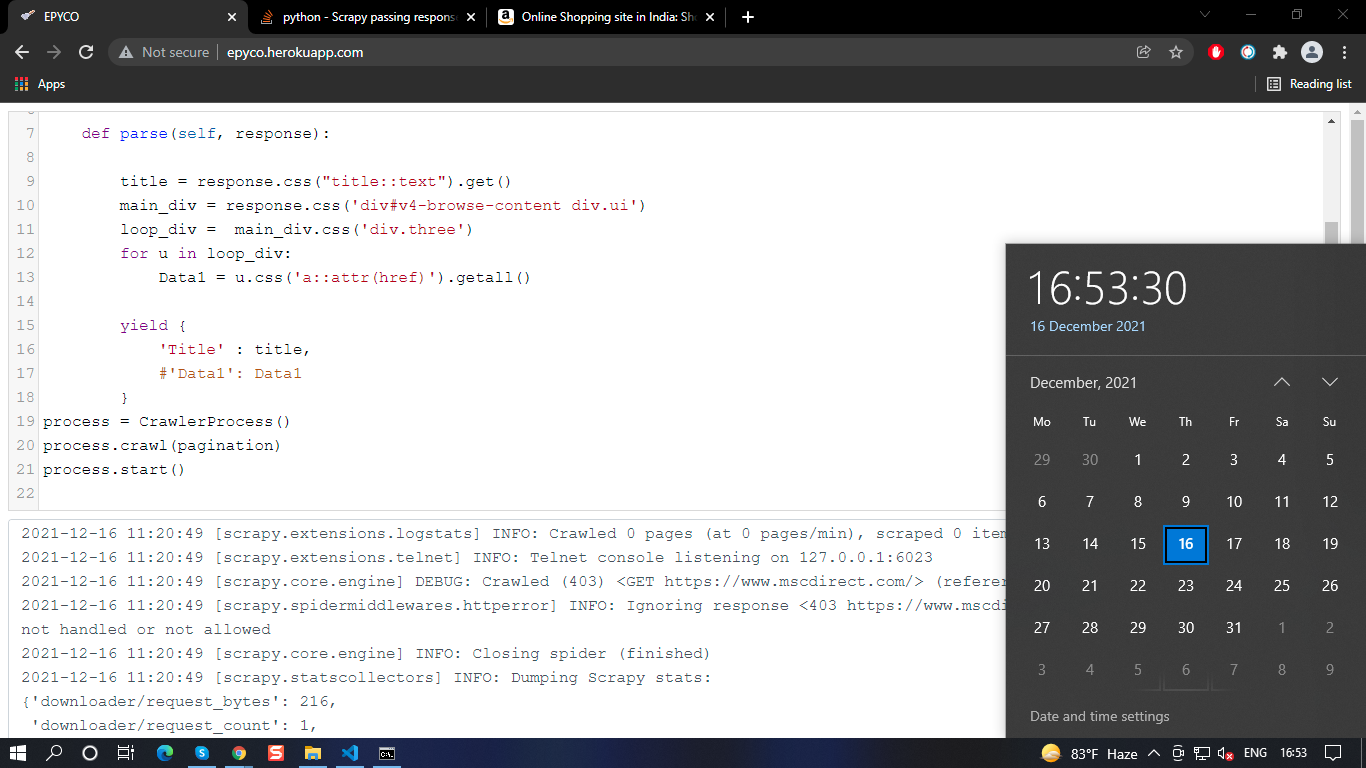 EPYCO
python - Scrapy passing respons
Online Shopping site in India: Sh
Not secure
epyco.herokuapp.com
Apps
Reading list
7     def parse(self, response):
8
9         title = response.css("title::text").get()
10         main_div = response.css('div#v4-browse-content div.ui')
11         loop_div =  main_div.css('div.three')
12         for u in loop_div:
13             Data1 = u.css('a::attr(href)').getall()
14
15         yield {
16             'Title' : title,
17             #'Data1': Data1
18         }
19 process = CrawlerProcess()
20 process.crawl(pagination)
21 process.start()
22
2021-12-16 11:20:49 [scrapy.extensions.logstats] INFO: Crawled 0 pages (at 0 pages/min), scraped 0 item
2021-12-16 11:20:49 [scrapy.extensions.telnet] INFO: Telnet console listening on 127.0.0.1:6023
2021-12-16 11:20:49 [scrapy.core.engine] DEBUG: Crawled (403) <GET https://www.mscdirect.com/> (referer
2021-12-16 11:20:49 [scrapy.spidermiddlewares.httperror] INFO: Ignoring response <403 https://www.mscdi
not handled or not allowed
2021-12-16 11:20:49 [scrapy.core.engine] INFO: Closing spider (finished)
2021-12-16 11:20:49 [scrapy.statscollectors] INFO: Dumping Scrapy stats:
{'downloader/request_bytes': 216,
 'downloader/request_count': 1,
16:53:30
16 December 2021
December, 2021
Mo Tu We Th Fr Sa Su
29 30 1 2 3 4 5
6 7 8 9 10 11 12
13 14 15 16 17 18 19
20 21 22 23 24 25 26
27 28 29 30 31 1 2
3 4 5 6 7 8 9
Date and time settings
83°F Haze
ENG
16:53